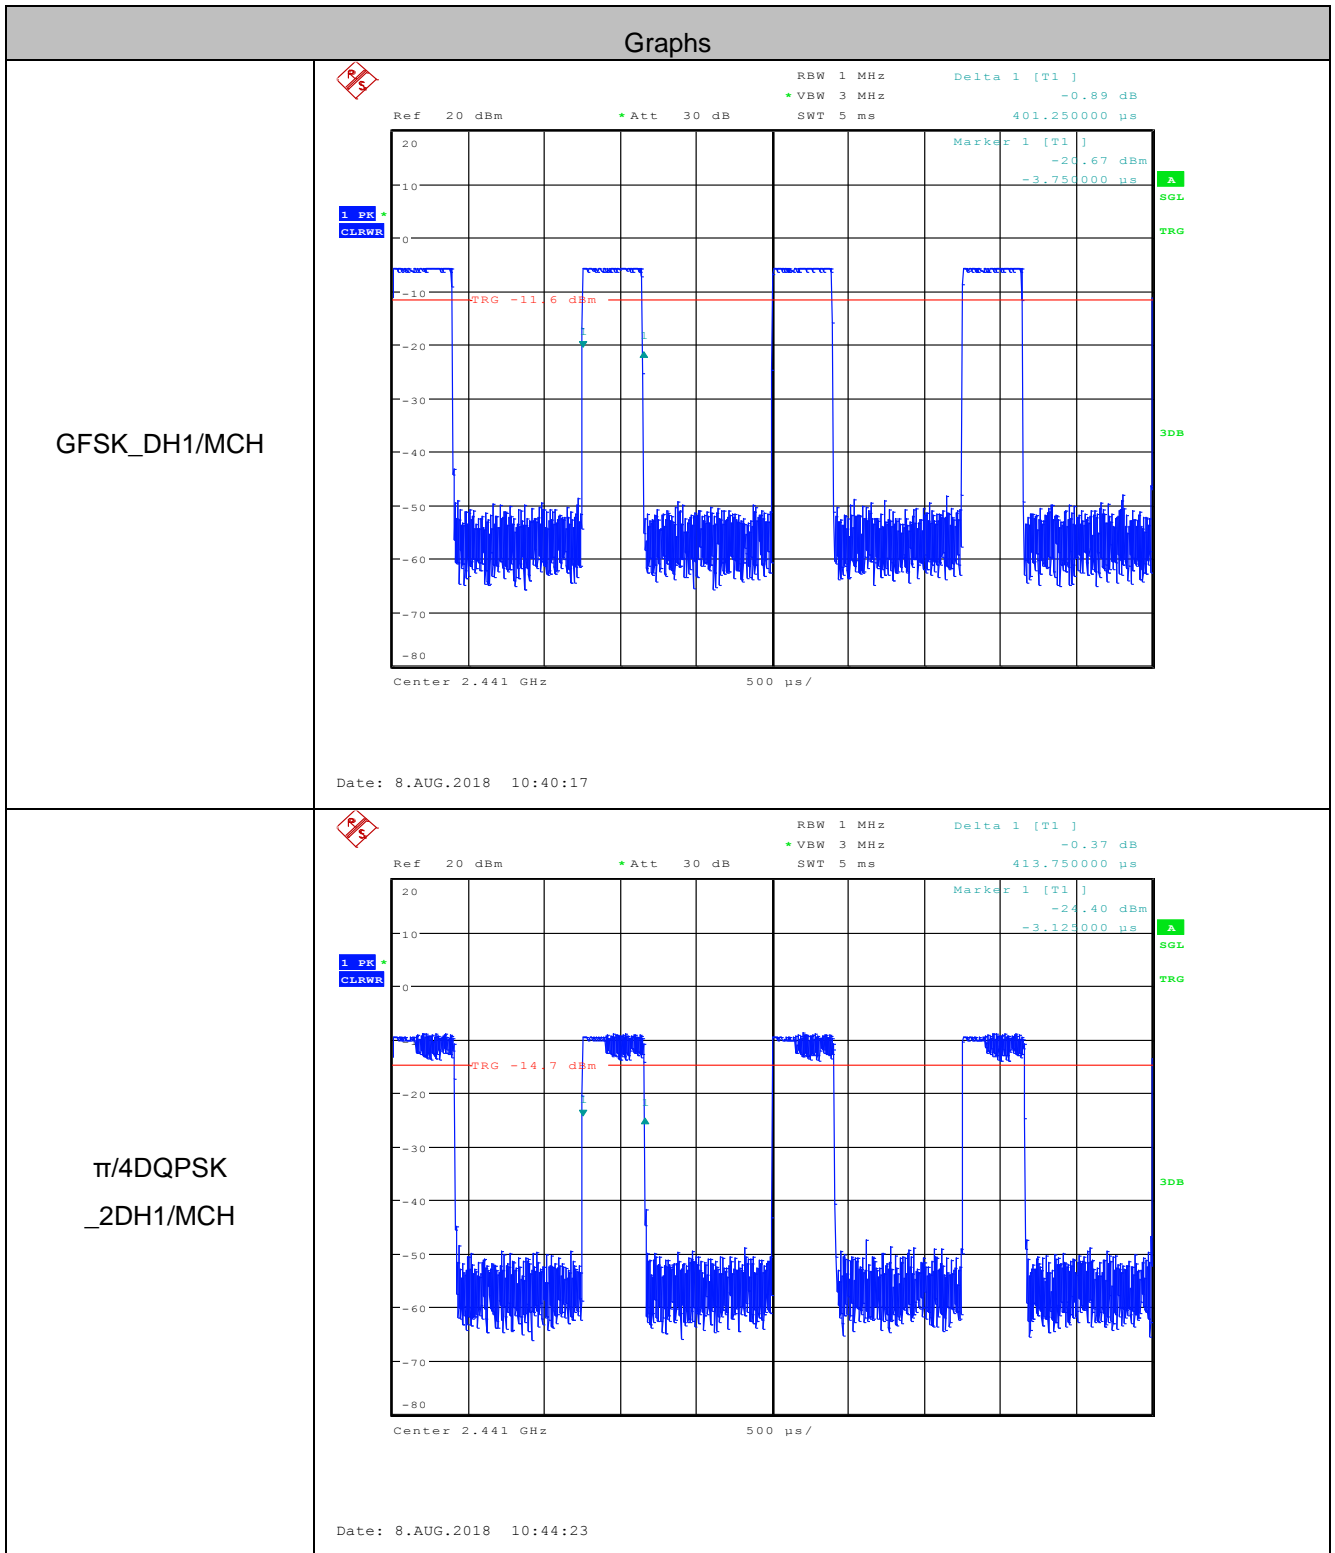 Graphs
GFSK_DH1/MCH
R S
RBW 1 MHz
Delta 1 [T1 ]
* VBW 3 MHz
-0.89 dB
Ref 20 dBm
* Att 30 dB
SWT 5 ms
401.250000 µs
20
Marker 1 [T1 ]
-20.67 dBm
-3.750000 µs
A
SGL
10
1 PK *
CLRWR
TRG
0
-10
TRG -11.6 dBm
1
1
-20
-30
3DB
-40
-50
-60
-70
-80
Center 2.441 GHz
500 µs/
Date: 8.AUG.2018 10:40:17
π/4DQPSK
_2DH1/MCH
R S
RBW 1 MHz
Delta 1 [T1 ]
* VBW 3 MHz
-0.37 dB
Ref 20 dBm
* Att 30 dB
SWT 5 ms
413.750000 µs
20
Marker 1 [T1 ]
-24.40 dBm
-3.125000 µs
A
SGL
10
1 PK *
CLRWR
TRG
0
TRG -14.7 dBm
-20
1
1
-30
3DB
-40
-50
-60
-70
-80
Center 2.441 GHz
500 µs/
Date: 8.AUG.2018 10:44:23